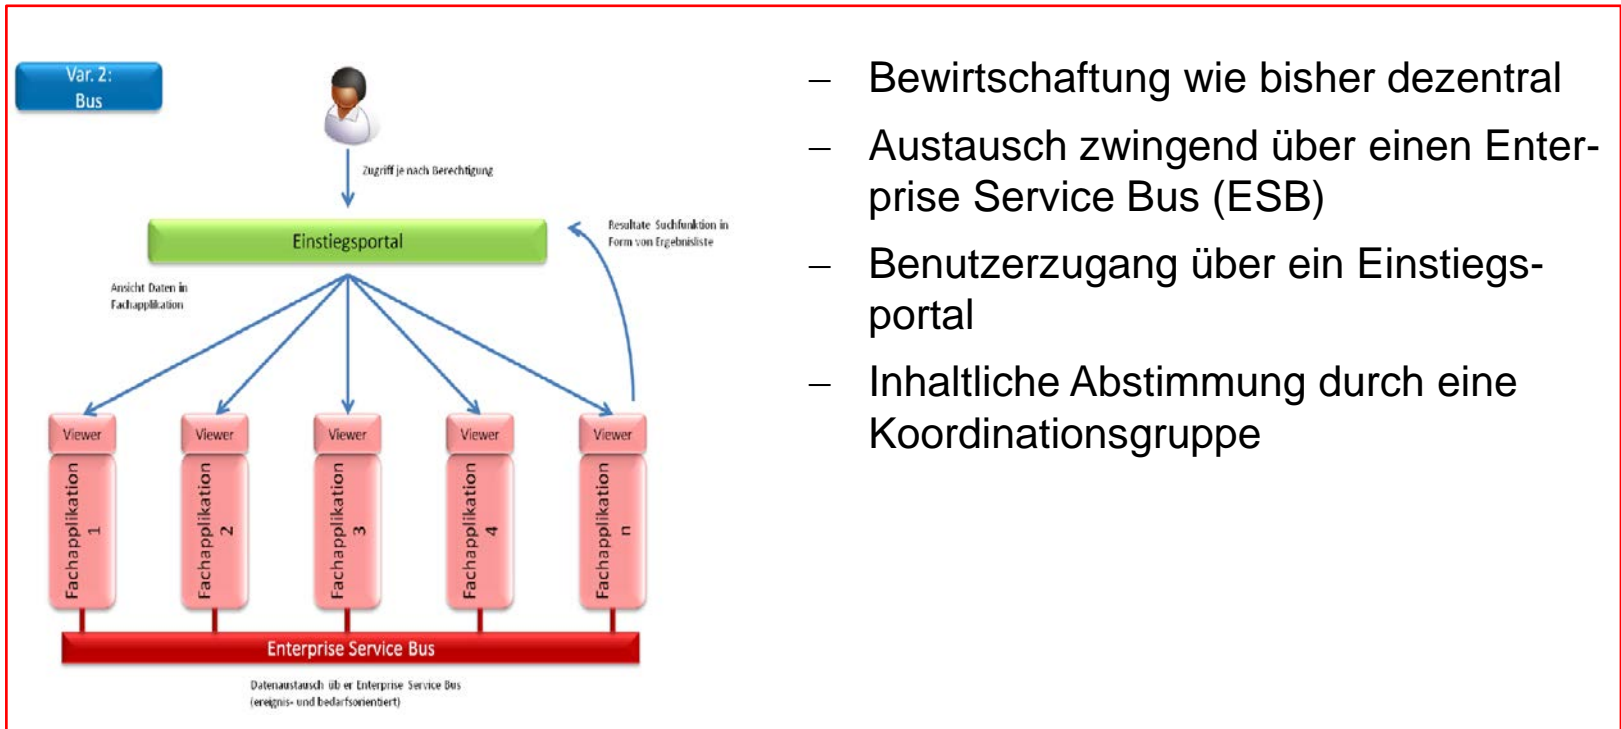 Var. 2:
Bus
Zugriff je nach Berechtigung
Einstiegsportal
Resultate Suchfunktion in
Form von Ergebnisliste
Ansicht Daten in
Fachapplikation
Viewer
Viewer
Viewer
Viewer
Viewer
Fachapplikation
1
Fachapplikation
2
Fachapplikation
3
Fachapplikation
4
Fachapplikation
n
Enterprise Service Bus
Datenaustausch üb er Enterprise Service Bus
(ereignis- und bedarfsorientiert)
– Bewirtschaftung wie bisher dezentral
– Austausch zwingend über einen Enter-
prise Service Bus (ESB)
– Benutzerzugang über ein Einstiegs-
portal
– Inhaltliche Abstimmung durch eine
Koordinationsgruppe